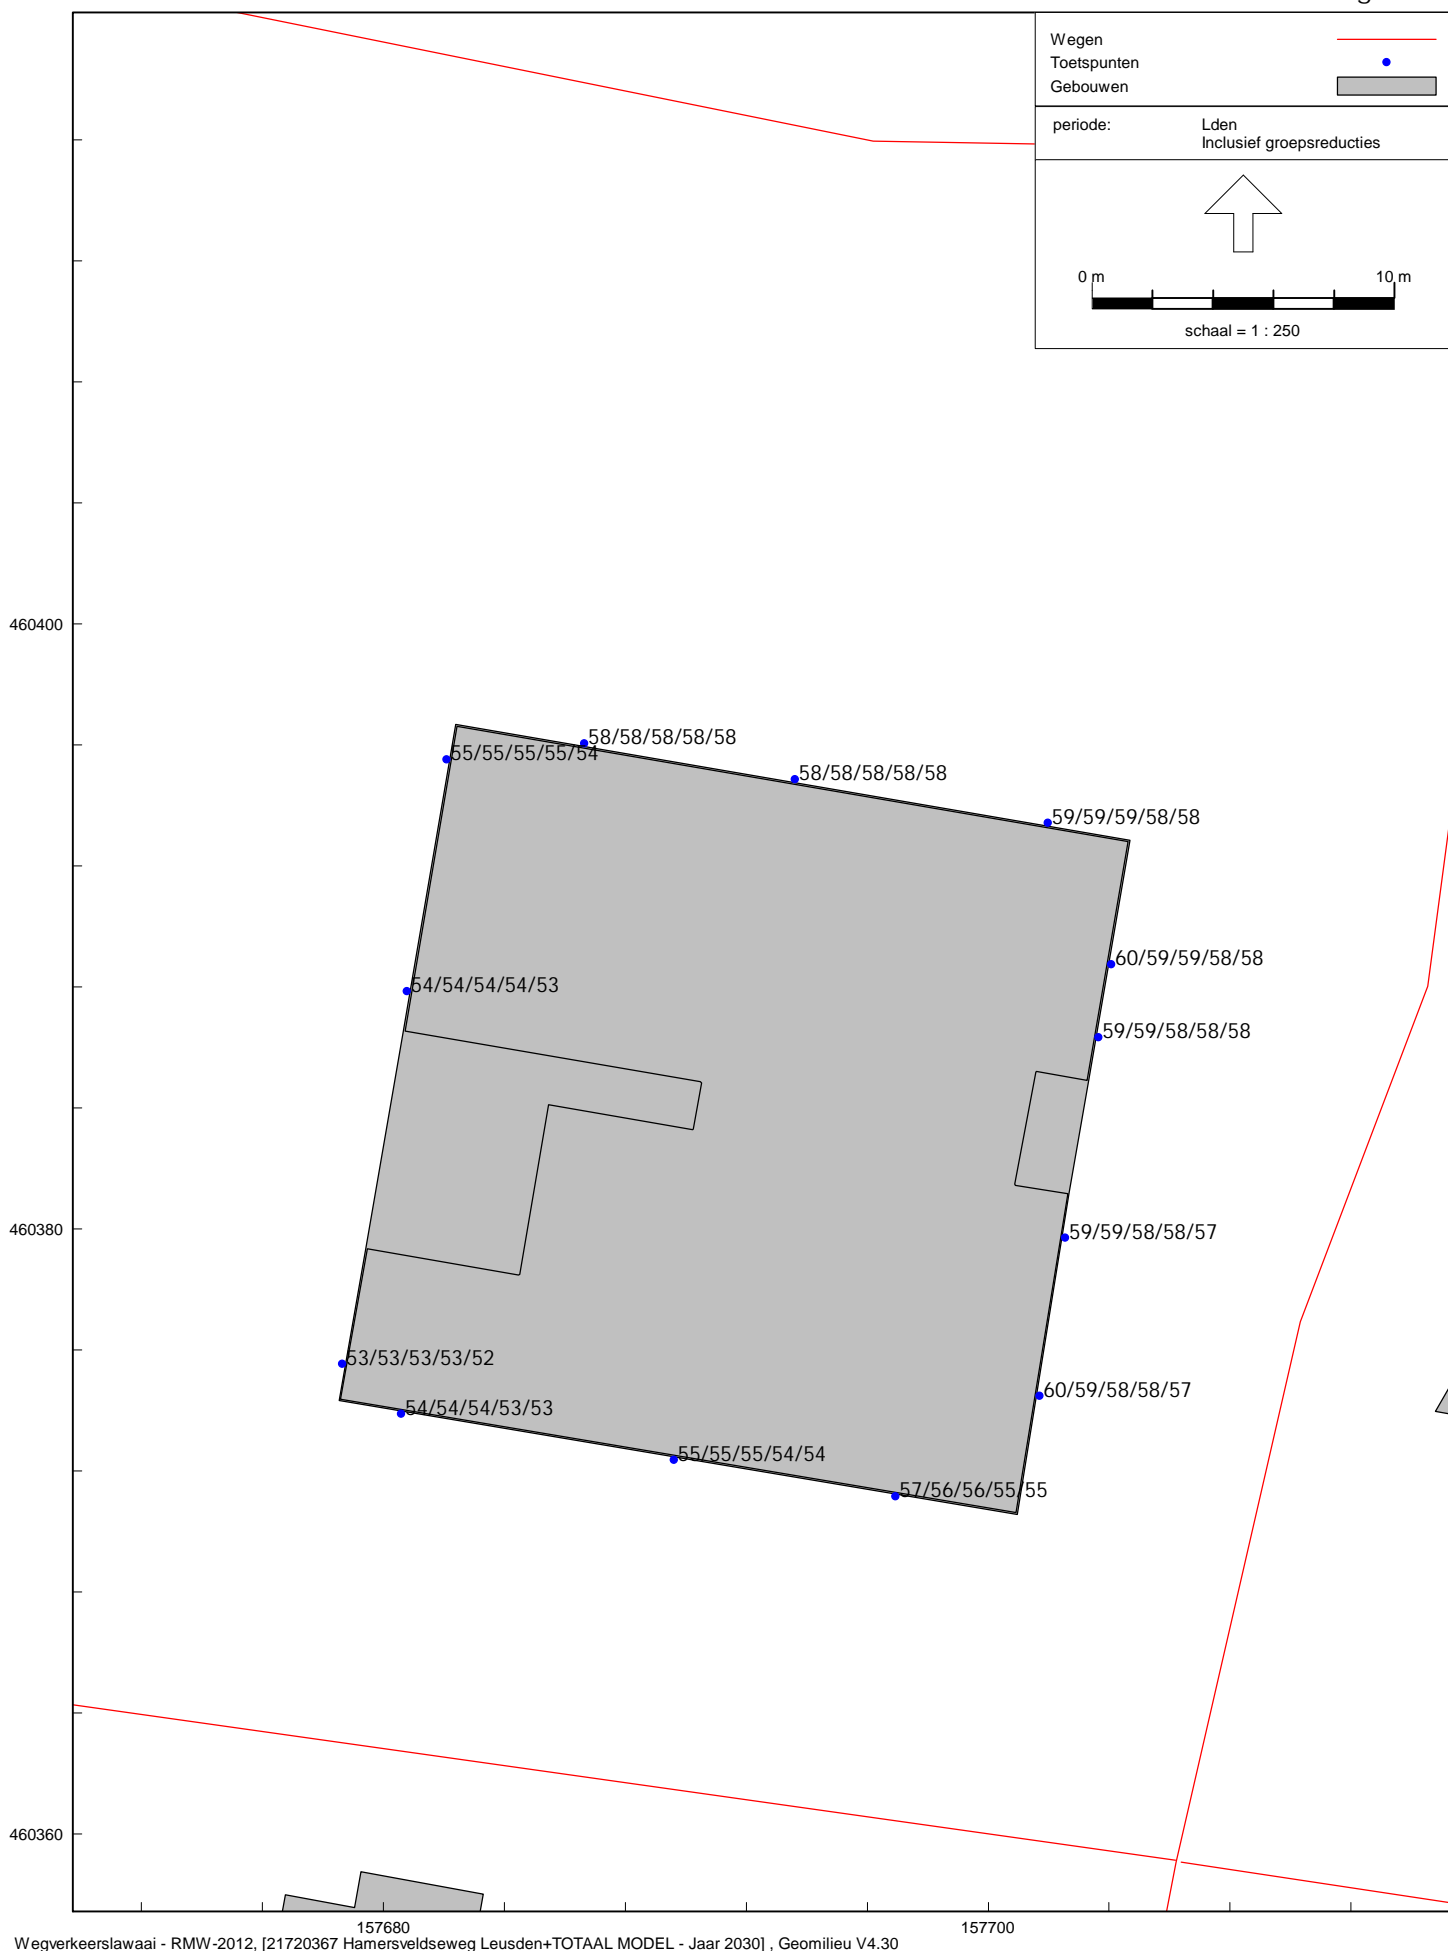 Wegen
Toetspunten
Gebouwen
periode: Lden
Inclusief groepsreducties
0 m 10 m
schaal = 1 : 250
460400
58/58/58/58/58
55/55/55/55/54
58/58/58/58/58
59/59/59/58/58
60/59/59/58/58
54/54/54/54/53
59/59/58/58/58
460380
59/59/58/58/57
53/53/53/53/52
60/59/58/58/57
54/54/54/53/53
55/55/55/54/54
57/56/56/55/55
460360
157680 157700
Wegverkeerslawaai - RMW-2012, [21720367 Hamersveldseweg Leusden+TOTAAL MODEL - Jaar 2030] , Geomilieu V4.30